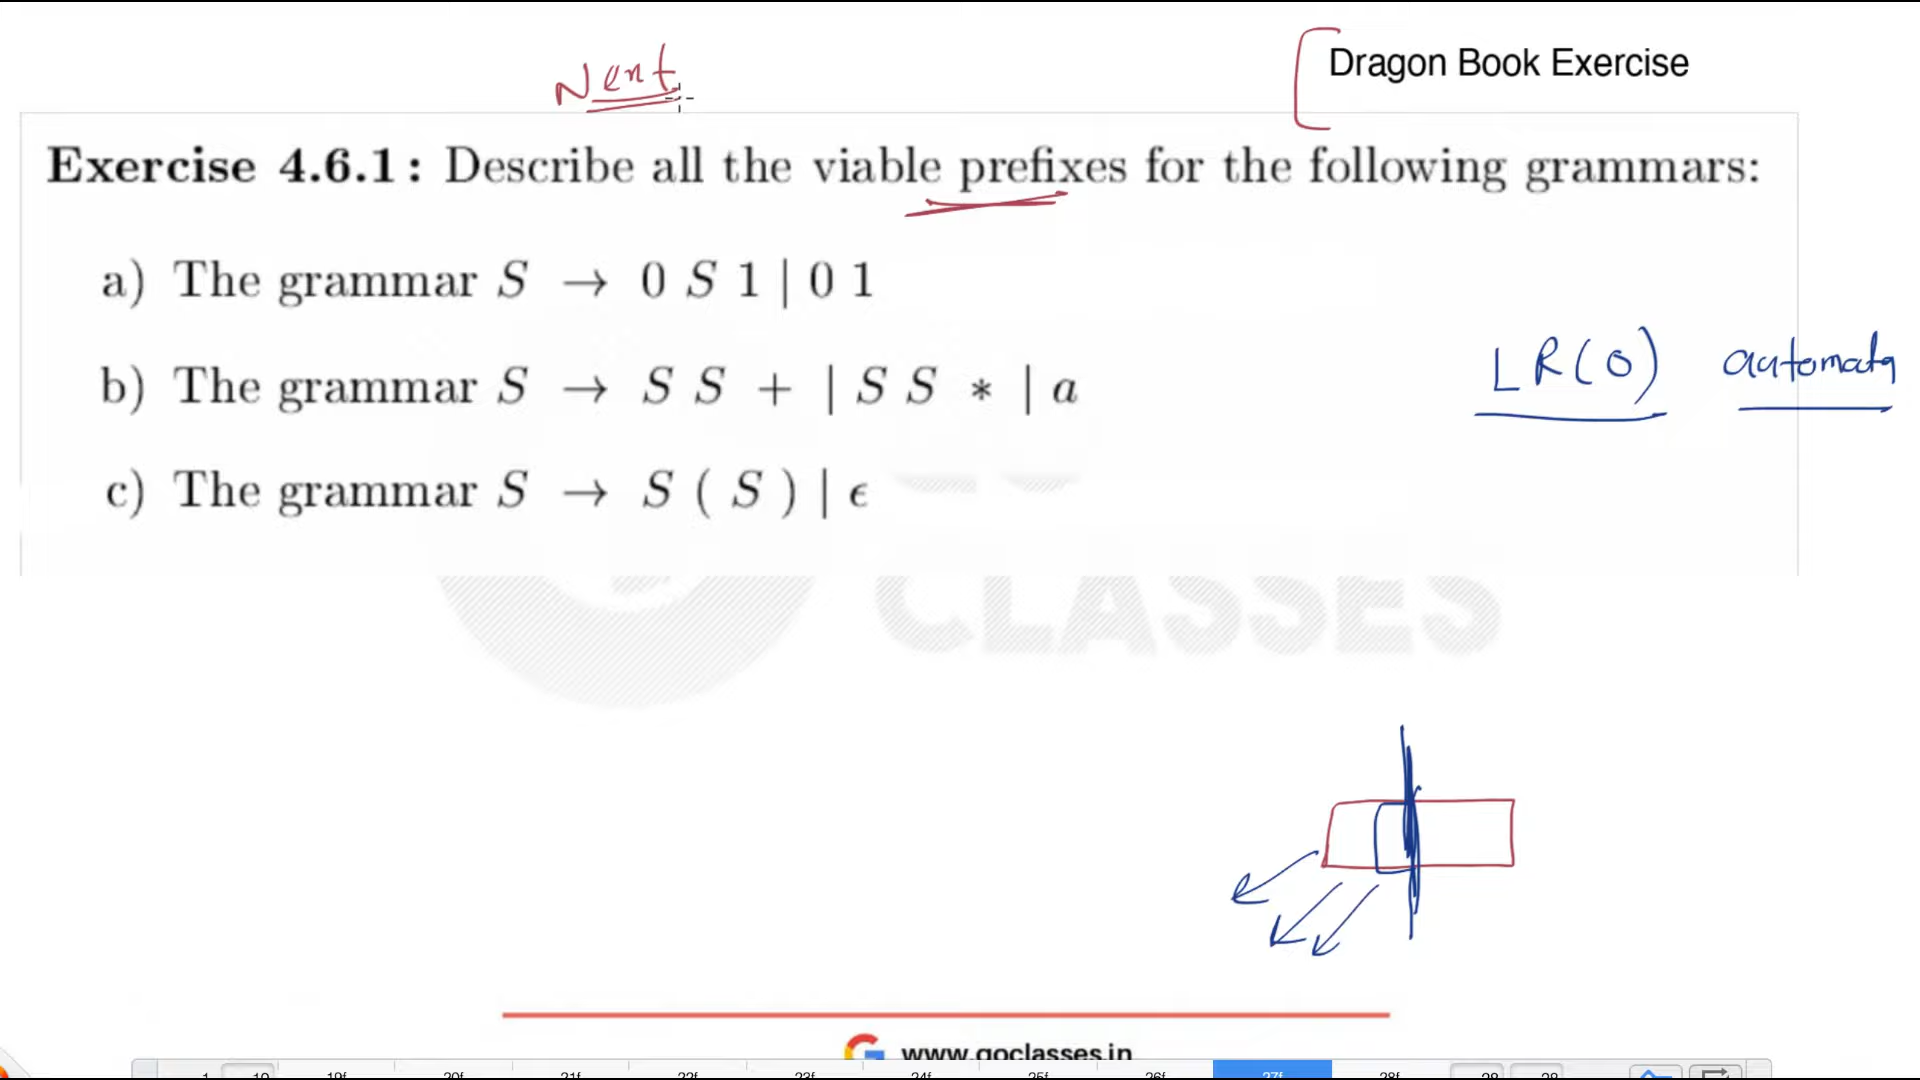 Next
Dragon Book Exercise
Exercise 4.6.1: Describe all the viable prefixes for the following grammars:
a) The grammar S → 0 S 1 | 0 1
LR(0) automata
b) The grammar S → S S + | S S * | a
c) The grammar S → S ( S ) | ϵ
CLASSES
www.goclasses.in